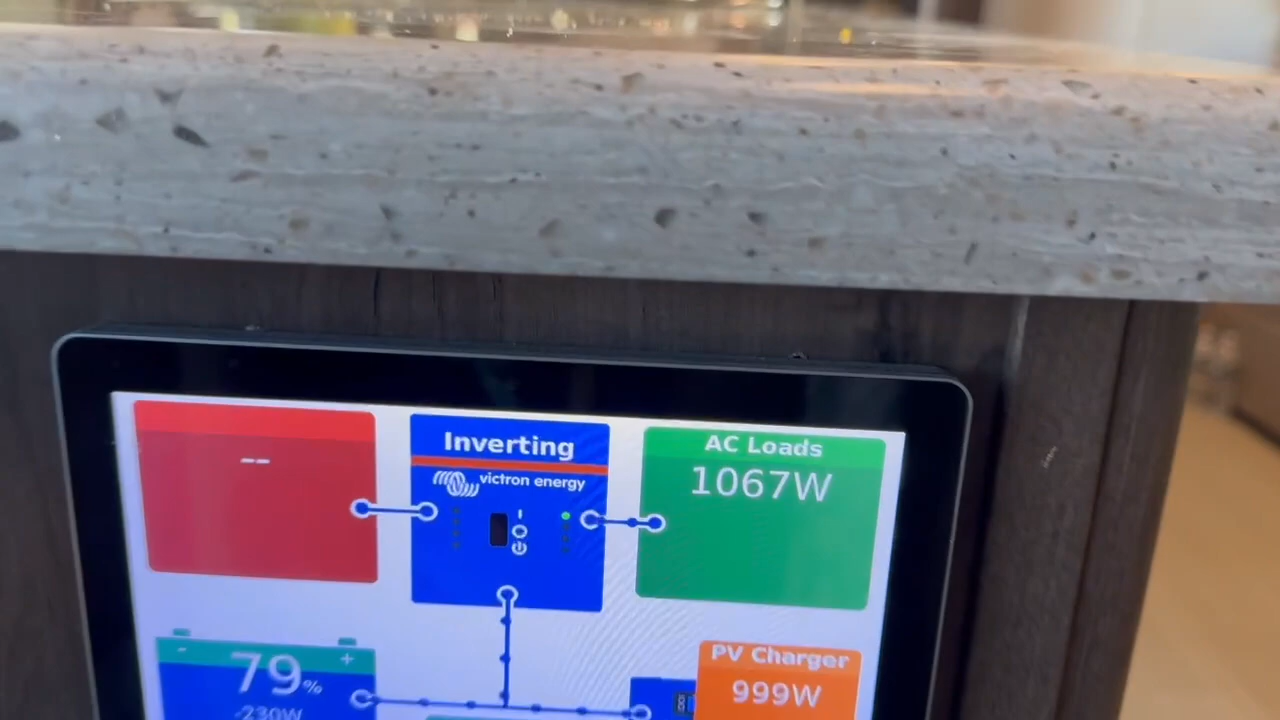 --
Inverting
victron energy
AC Loads
1067W
- +
79%
-230W
PV Charger
999W